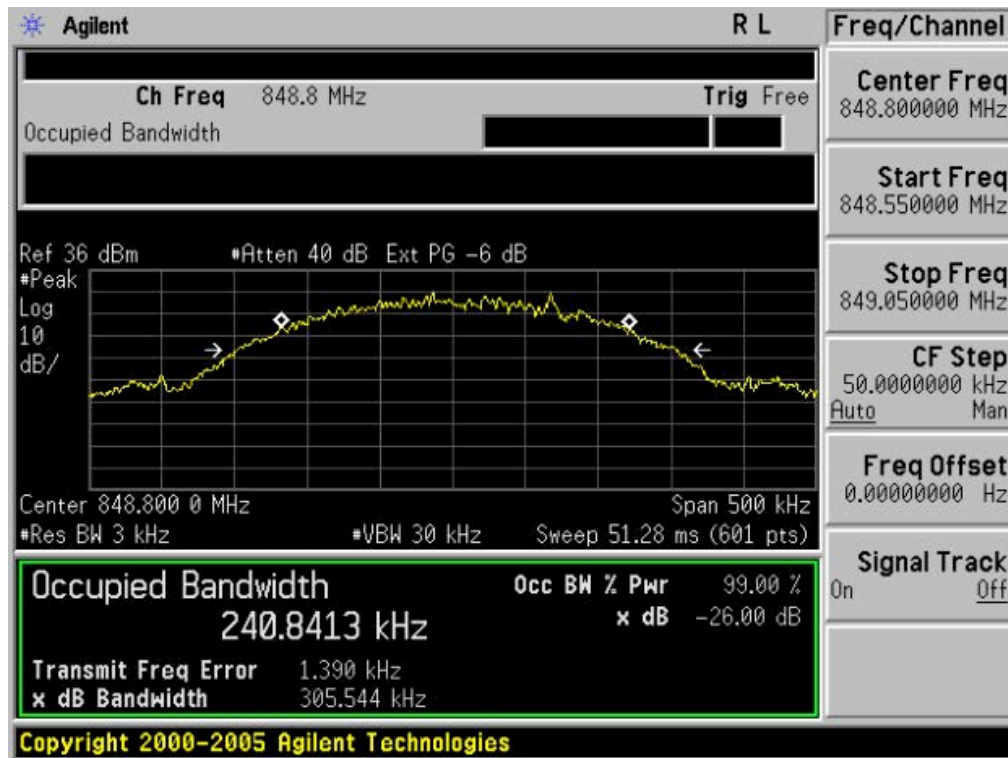 Agilent R L Freq/Channel
Ch Freq 848.8 MHz Trig Free
Occupied Bandwidth
Center Freq
848.800000 MHz
Start Freq
848.550000 MHz
Stop Freq
849.050000 MHz
CF Step
50.0000000 kHz
Auto Man
Freq Offset
0.00000000 Hz
Signal Track
On Off
Ref 36 dBm #Atten 40 dB Ext PG -6 dB
#Peak
Log
10
dB/
Center 848.800 0 MHz Span 500 kHz
#Res BW 3 kHz #VBW 30 kHz Sweep 51.28 ms (601 pts)
Occupied Bandwidth Occ BW % Pwr 99.00 %
240.8413 kHz x dB -26.00 dB
Transmit Freq Error 1.390 kHz
x dB Bandwidth 305.544 kHz
Copyright 2000-2005 Agilent Technologies